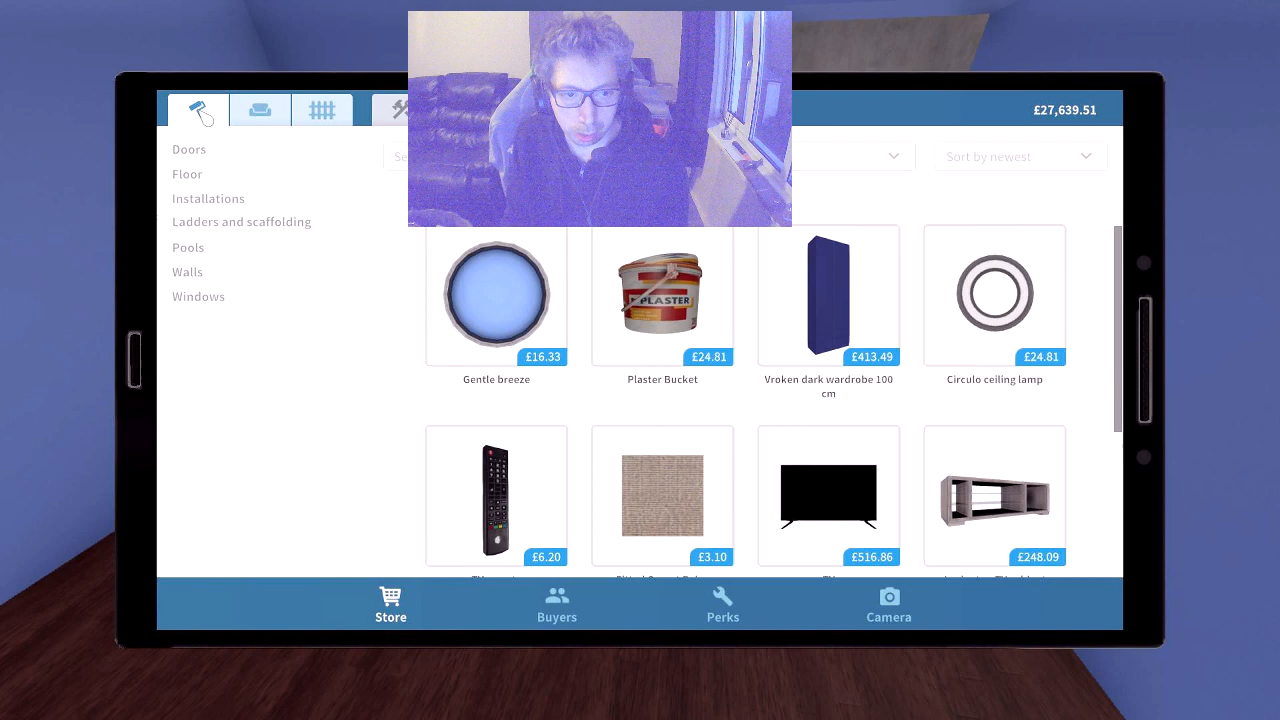 £27,639.51
Doors
Floor
Installations
Ladders and scaffolding
Pools
Walls
Windows
Se
Sort by newest
£16.33
PLASTER
£24.81
£413.49
£24.81
Gentle breeze
Plaster Bucket
Vroken dark wardrobe 100
cm
Circulo ceiling lamp
£6.20
£3.10
£516.86
£248.09
Store
Buyers
Perks
Camera